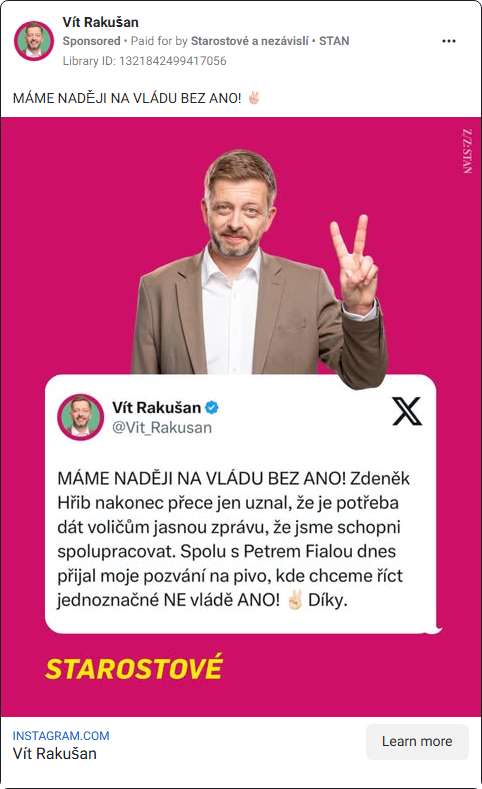 Vít Rakušan
Sponsored • Paid for by Starostové a nezávislí • STAN
Library ID: 1321842499417056
MÁME NADĚJI NA VLÁDU BEZ ANO! ✌🏻
Z/Z:STAN
Vít Rakušan
@Vit_Rakusan
MÁME NADĚJI NA VLÁDU BEZ ANO! Zdeněk
Hřib nakonec přece jen uznal, že je potřeba
dát voličům jasnou zprávu, že jsme schopni
spolupracovat. Spolu s Petrem Fialou dnes
přijal moje pozvání na pivo, kde chceme říct
jednoznačné NE vládě ANO! ✌🏻 Díky.
STAROSTOVÉ
INSTAGRAM.COM
Vít Rakušan
Learn more